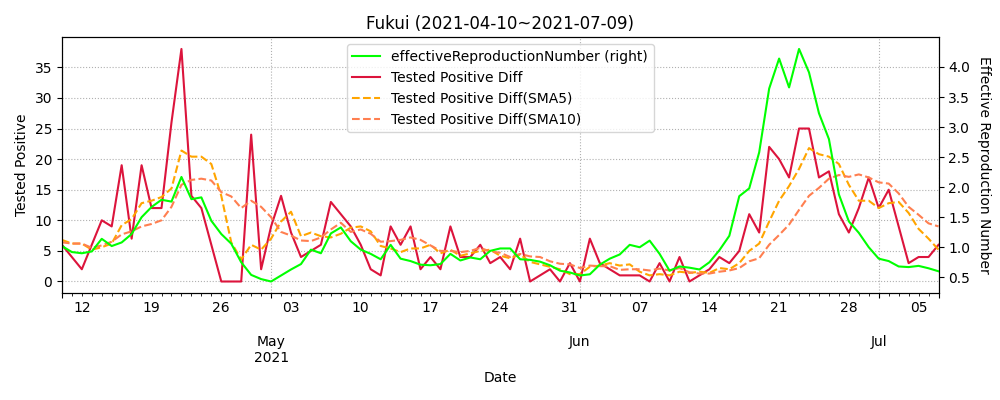 Fukui (2021-04-10~2021-07-09)
effectiveReproductionNumber (right)
Tested Positive Diff
Tested Positive Diff(SMA5)
Tested Positive Diff(SMA10)
Tested Positive
35
30
25
20
15
10
5
0
4.0
3.5
3.0
2.5
2.0
1.5
1.0
0.5
Effective Reproduction Number
12 19 26 03 10 17 24 31 07 14 21 28 05
May Jun Jul
2021
Date